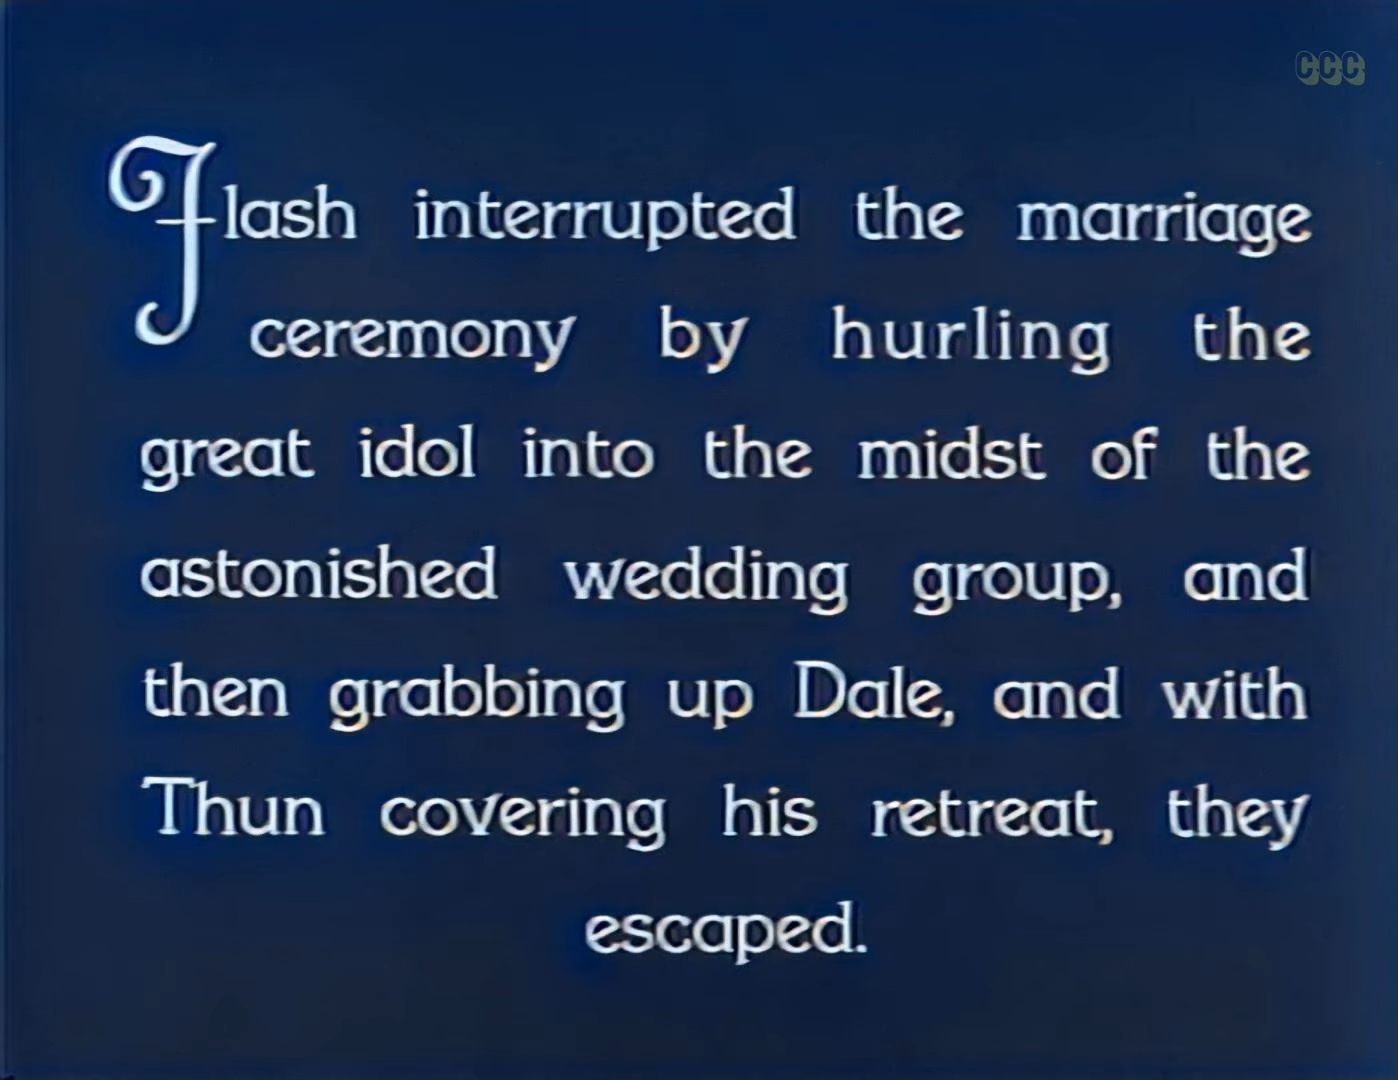 CCC
Flash interrupted the marriage
ceremony by hurling the
great idol into the midst of the
astonished wedding group, and
then grabbing up Dale, and with
Thun covering his retreat, they
escaped.